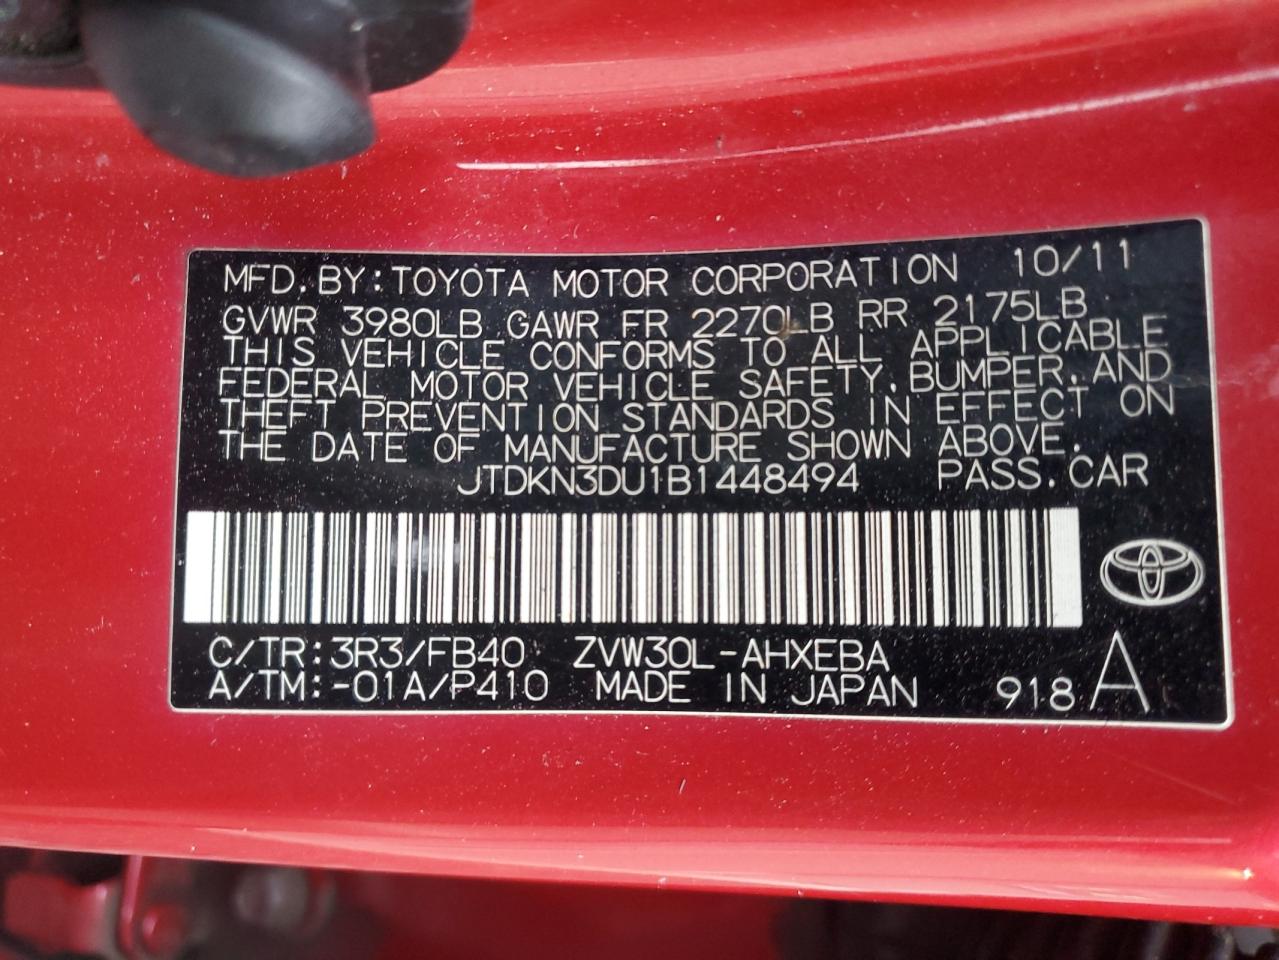 MFD. BY: TOYOTA MOTOR CORPORATION 10/11
GVWR 3980LB GAWR FR 2270LB RR 2175LB
THIS VEHICLE CONFORMS TO ALL APPLICABLE
FEDERAL MOTOR VEHICLE SAFETY, BUMPER, AND
THEFT PREVENTION STANDARDS IN EFFECT ON
THE DATE OF MANUFACTURE SHOWN ABOVE.
JTDKN3DU1B1448494 PASS. CAR
C/TR: 3R3/FB40 ZVW30L-AHXEBA
A/TM: -01A/P410 MADE IN JAPAN 918 A